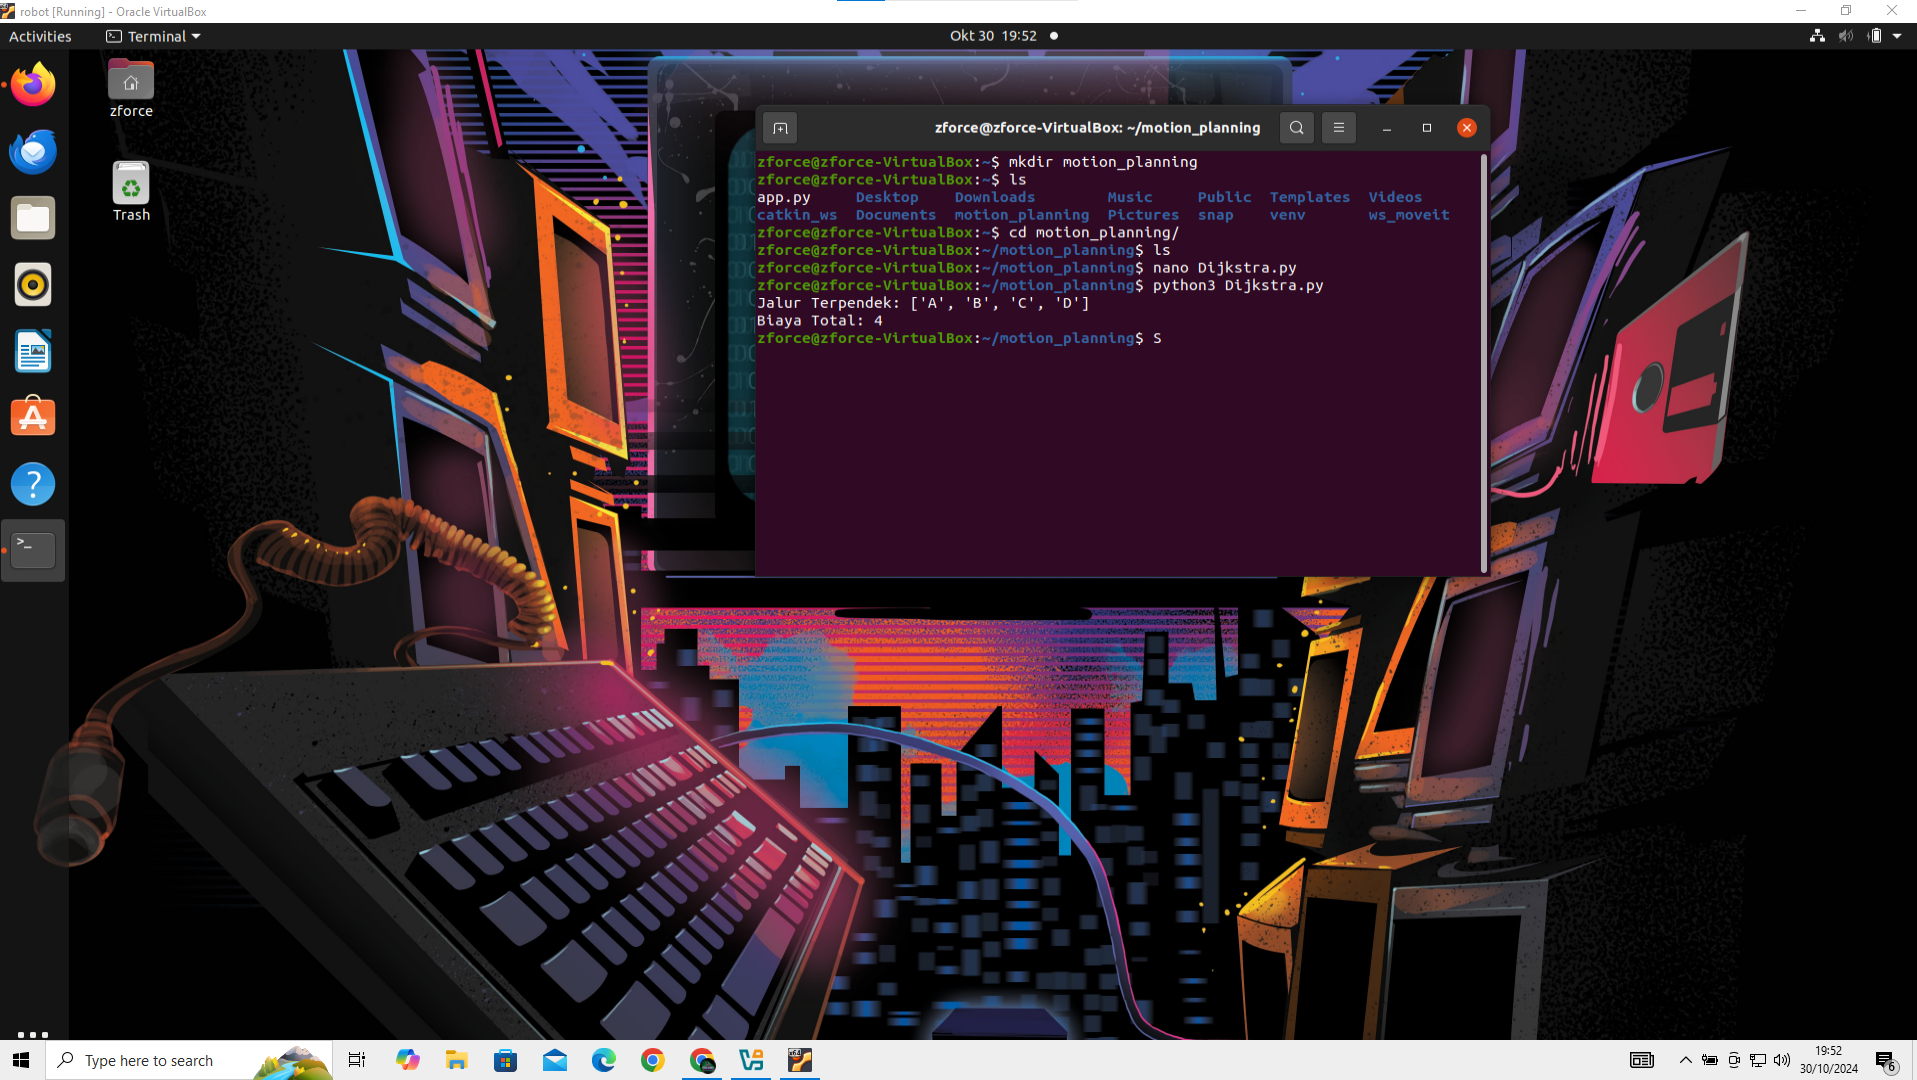 robot [Running] - Oracle VirtualBox
Activities
Terminal
Okt 30 19:52
zforce
Trash
zforce@zforce-VirtualBox: ~/motion_planning
zforce@zforce-VirtualBox:~$ mkdir motion_planning
zforce@zforce-VirtualBox:~$ ls
app.py Desktop Downloads Music Public Templates Videos
catkin_ws Documents motion_planning Pictures snap venv ws_moveit
zforce@zforce-VirtualBox:~$ cd motion_planning/
zforce@zforce-VirtualBox:~/motion_planning$ ls
zforce@zforce-VirtualBox:~/motion_planning$ nano Dijkstra.py
zforce@zforce-VirtualBox:~/motion_planning$ python3 Dijkstra.py
Jalur Terpendek: ['A', 'B', 'C', 'D']
Biaya Total: 4
zforce@zforce-VirtualBox:~/motion_planning$ S
Type here to search
19:52
30/10/2024
6